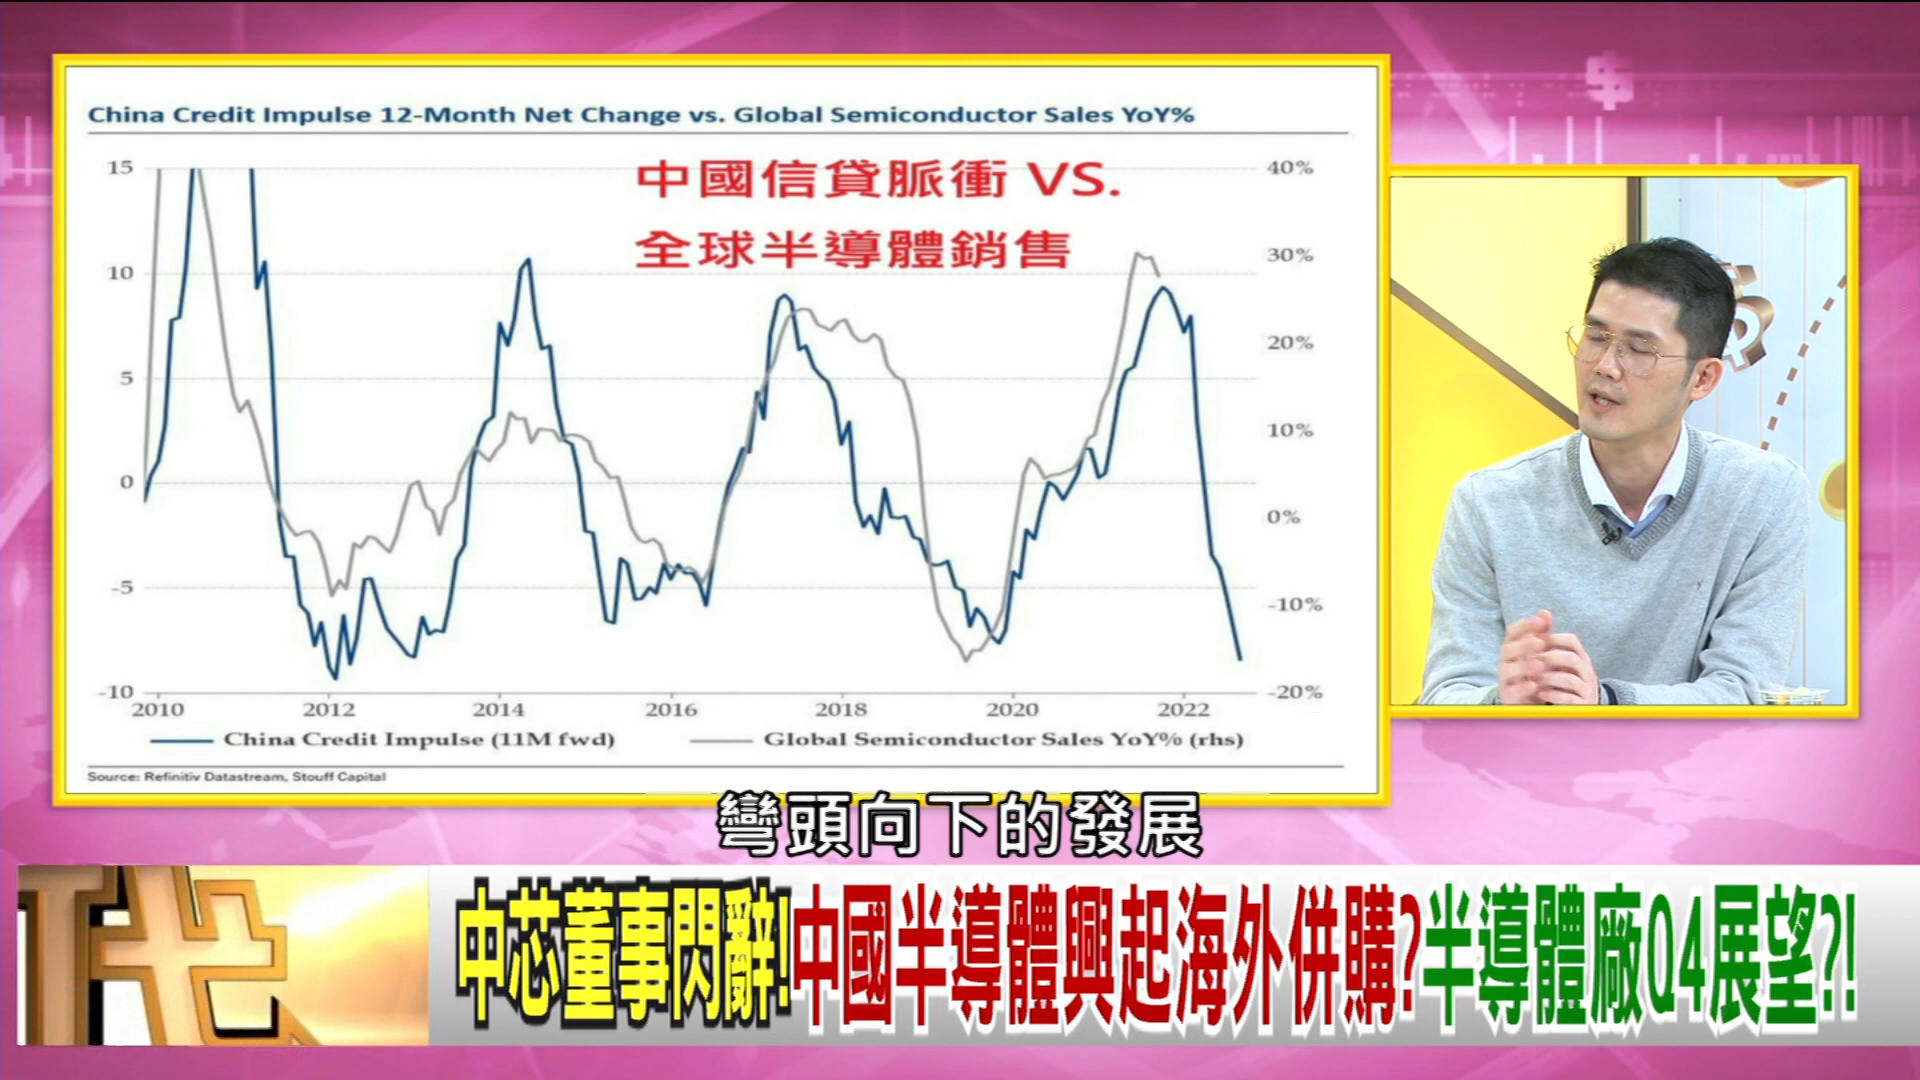 China Credit Impulse 12-Month Net Change vs. Global Semiconductor Sales YoY%
中國信貸脈衝 VS.
全球半導體銷售
15
10
5
0
-5
-10
40%
30%
20%
10%
0%
-10%
-20%
2010 2012 2014 2016 2018 2020 2022
China Credit Impulse (11M fwd) Global Semiconductor Sales YoY% (rhs)
Source: Refinitiv Datastream, Stouff Capital
彎頭向下的發展
中芯董事閃辭!中國半導體興起海外併購?半導體廠Q4展望?!